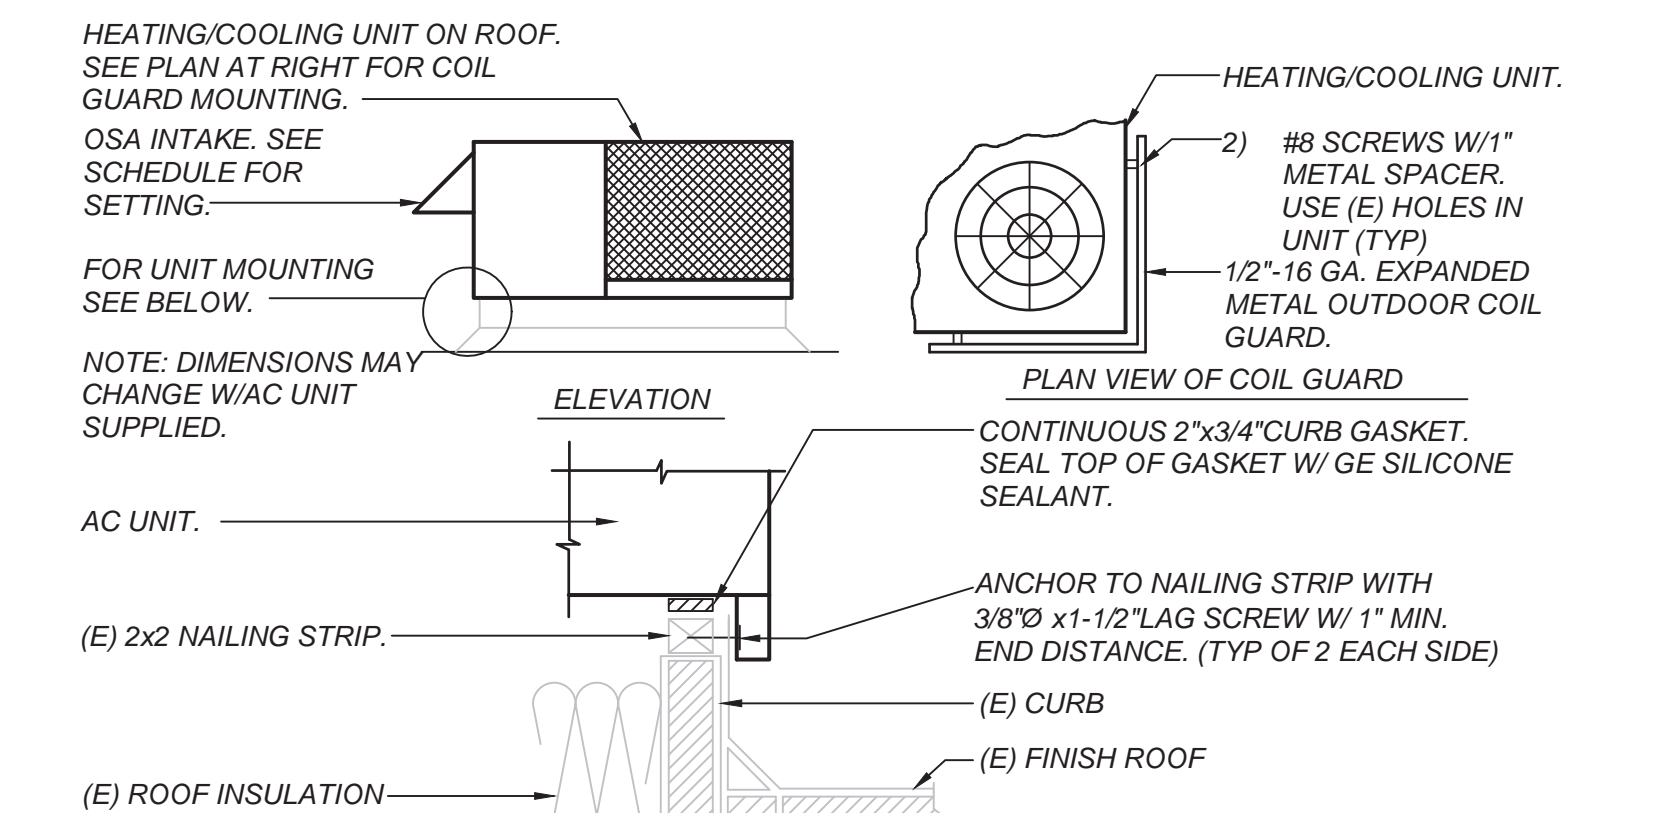 HEATING/COOLING UNIT ON ROOF.
SEE PLAN AT RIGHT FOR COIL
GUARD MOUNTING.
OSA INTAKE. SEE
SCHEDULE FOR
SETTING.
FOR UNIT MOUNTING
SEE BELOW.
NOTE: DIMENSIONS MAY
CHANGE W/AC UNIT
SUPPLIED.
ELEVATION
HEATING/COOLING UNIT.
2) #8 SCREWS W/1"
METAL SPACER.
USE (E) HOLES IN
UNIT (TYP)
1/2"-16 GA. EXPANDED
METAL OUTDOOR COIL
GUARD.
PLAN VIEW OF COIL GUARD
CONTINUOUS 2"x3/4"CURB GASKET.
SEAL TOP OF GASKET W/ GE SILICONE
SEALANT.
AC UNIT.
ANCHOR TO NAILING STRIP WITH
3/8"Ø x1-1/2"LAG SCREW W/ 1" MIN.
END DISTANCE. (TYP OF 2 EACH SIDE)
(E) 2x2 NAILING STRIP.
(E) CURB
(E) FINISH ROOF
(E) ROOF INSULATION